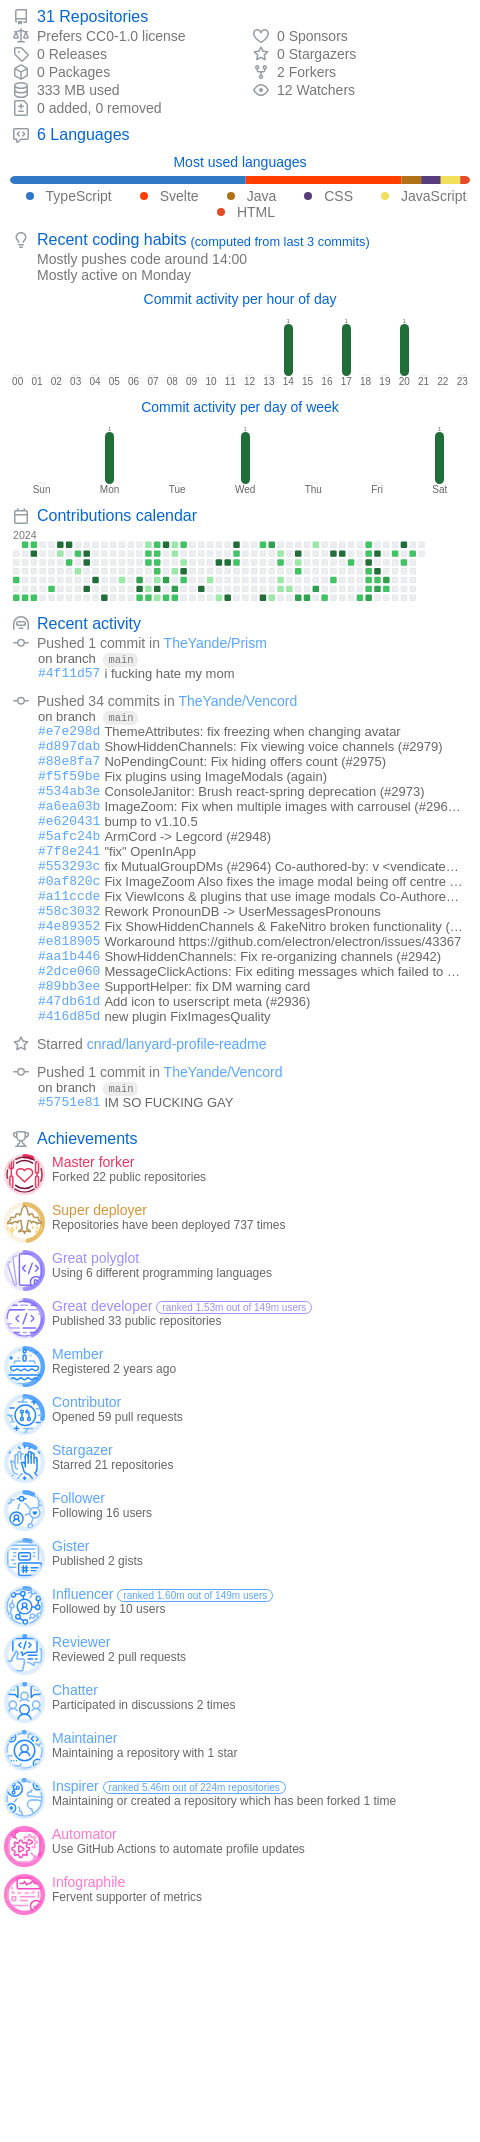 31 Repositories
Prefers CC0-1.0 license
0 Sponsors
0 Releases
0 Stargazers
0 Packages
2 Forkers
333 MB used
12 Watchers
0 added, 0 removed
6 Languages
Most used languages
TypeScript Svelte Java CSS JavaScript
HTML
Recent coding habits (computed from last 3 commits)
Mostly pushes code around 14:00
Mostly active on Monday
Commit activity per hour of day
1 1 1
00 01 02 03 04 05 06 07 08 09 10 11 12 13 14 15 16 17 18 19 20 21 22 23
Commit activity per day of week
1 1 1
Sun Mon Tue Wed Thu Fri Sat
Contributions calendar
2024
Recent activity
Pushed 1 commit in TheYande/Prism
on branch main
#4f11d57 i fucking hate my mom
Pushed 34 commits in TheYande/Vencord
on branch main
#e7e298d ThemeAttributes: fix freezing when changing avatar
#d897dab ShowHiddenChannels: Fix viewing voice channels (#2979)
#88e8fa7 NoPendingCount: Fix hiding offers count (#2975)
#f5f59be Fix plugins using ImageModals (again)
#534ab3e ConsoleJanitor: Brush react-spring deprecation (#2973)
#a6ea03b ImageZoom: Fix when multiple images with carrousel (#296…
#e620431 bump to v1.10.5
#5afc24b ArmCord -> Legcord (#2948)
#7f8e241 "fix" OpenInApp
#553293c fix MutualGroupDMs (#2964) Co-authored-by: v <vendicate…
#0af820c Fix ImageZoom Also fixes the image modal being off centre …
#a11ccde Fix ViewIcons & plugins that use image modals Co-Authore…
#58c3032 Rework PronounDB -> UserMessagesPronouns
#4e89352 Fix ShowHiddenChannels & FakeNitro broken functionality (…
#e818905 Workaround https://github.com/electron/electron/issues/43367
#aa1b446 ShowHiddenChannels: Fix re-organizing channels (#2942)
#2dce060 MessageClickActions: Fix editing messages which failed to …
#89bb3ee SupportHelper: fix DM warning card
#47db61d Add icon to userscript meta (#2936)
#416d85d new plugin FixImagesQuality
Starred cnrad/lanyard-profile-readme
Pushed 1 commit in TheYande/Vencord
on branch main
#5751e81 IM SO FUCKING GAY
Achievements
Master forker
Forked 22 public repositories
Super deployer
Repositories have been deployed 737 times
Great polyglot
Using 6 different programming languages
Great developer ranked 1.53m out of 149m users
Published 33 public repositories
Member
Registered 2 years ago
Contributor
Opened 59 pull requests
Stargazer
Starred 21 repositories
Follower
Following 16 users
Gister
Published 2 gists
Influencer ranked 1.60m out of 149m users
Followed by 10 users
Reviewer
Reviewed 2 pull requests
Chatter
Participated in discussions 2 times
Maintainer
Maintaining a repository with 1 star
Inspirer ranked 5.46m out of 224m repositories
Maintaining or created a repository which has been forked 1 time
Automator
Use GitHub Actions to automate profile updates
Infographile
Fervent supporter of metrics